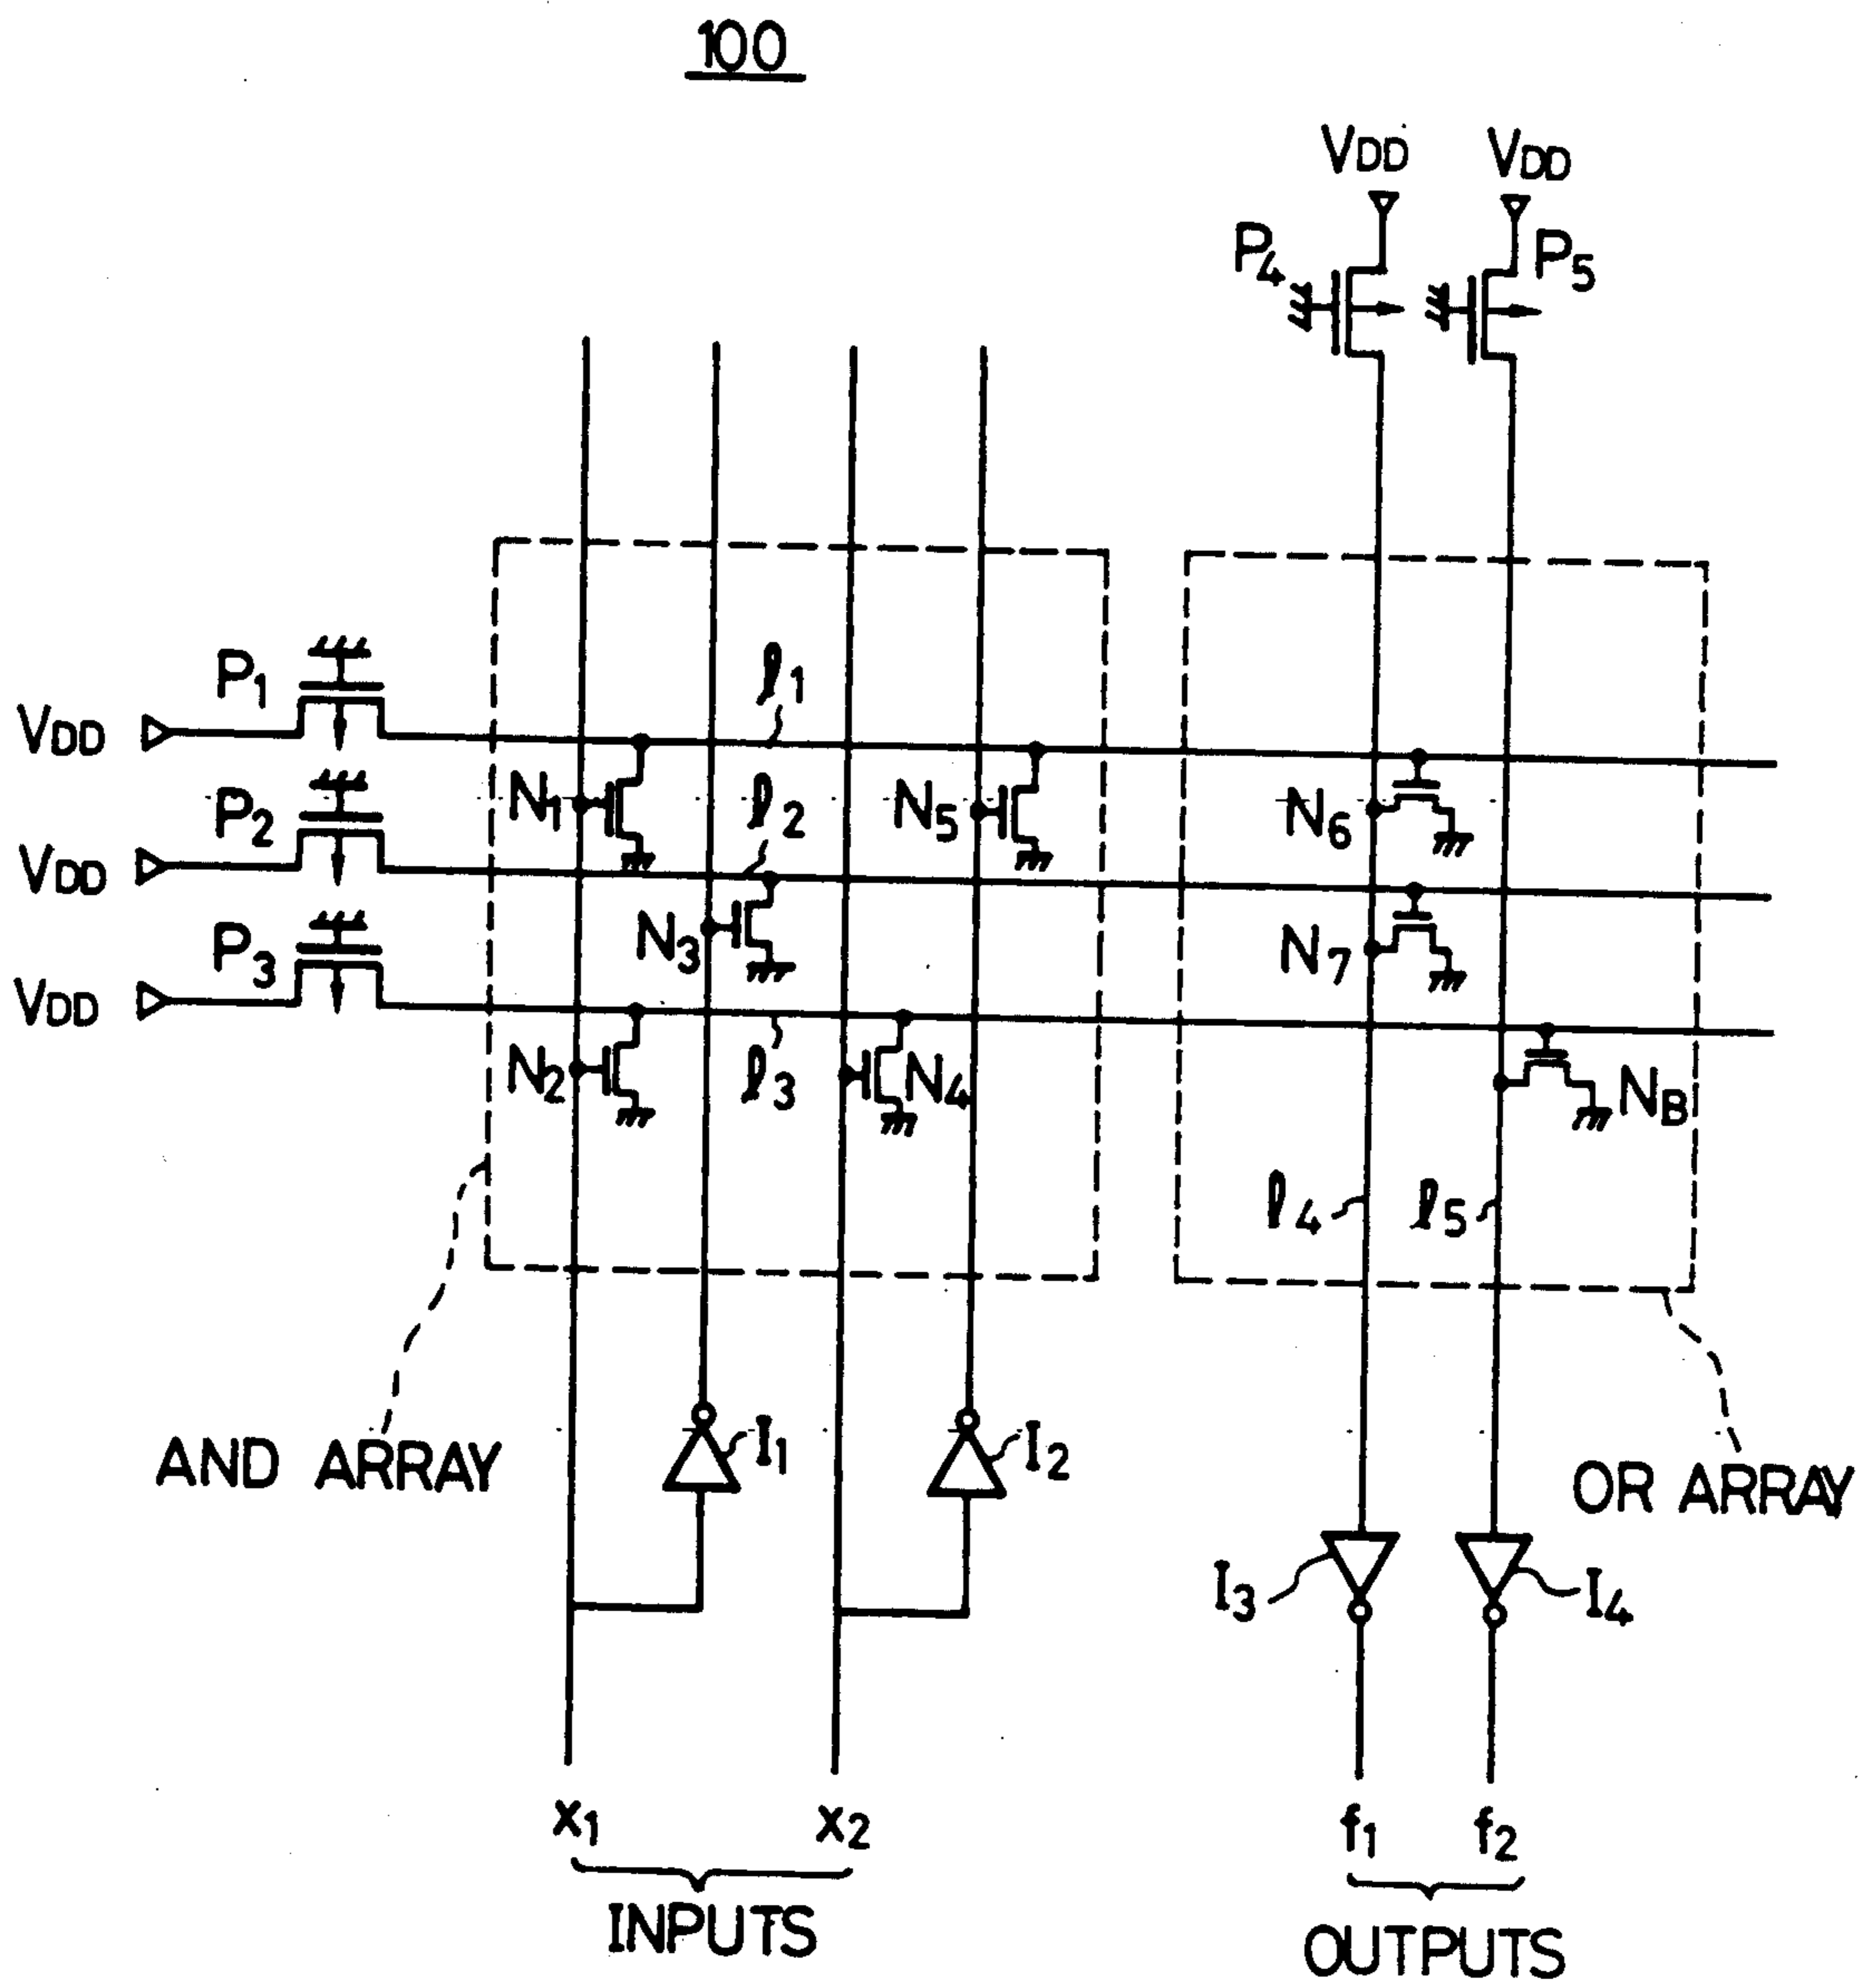 100
VDD VDD
P4 P5
P1 l1
VDD
N1 l2 N5 N6
P2
VDD
N3 N7
P3
VDD
N2 l3 N4 NB
l4 l5
I1 I2
AND ARRAY
OR ARRAY
I3 I4
x1 x2 f1 f2
INPUTS OUTPUTS